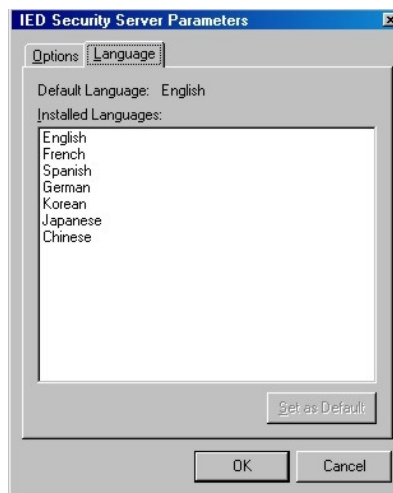 IED Security Server Parameters
Options Language
Default Language: English
Installed Languages:
English
French
Spanish
German
Korean
Japanese
Chinese
Set as Default
OK Cancel